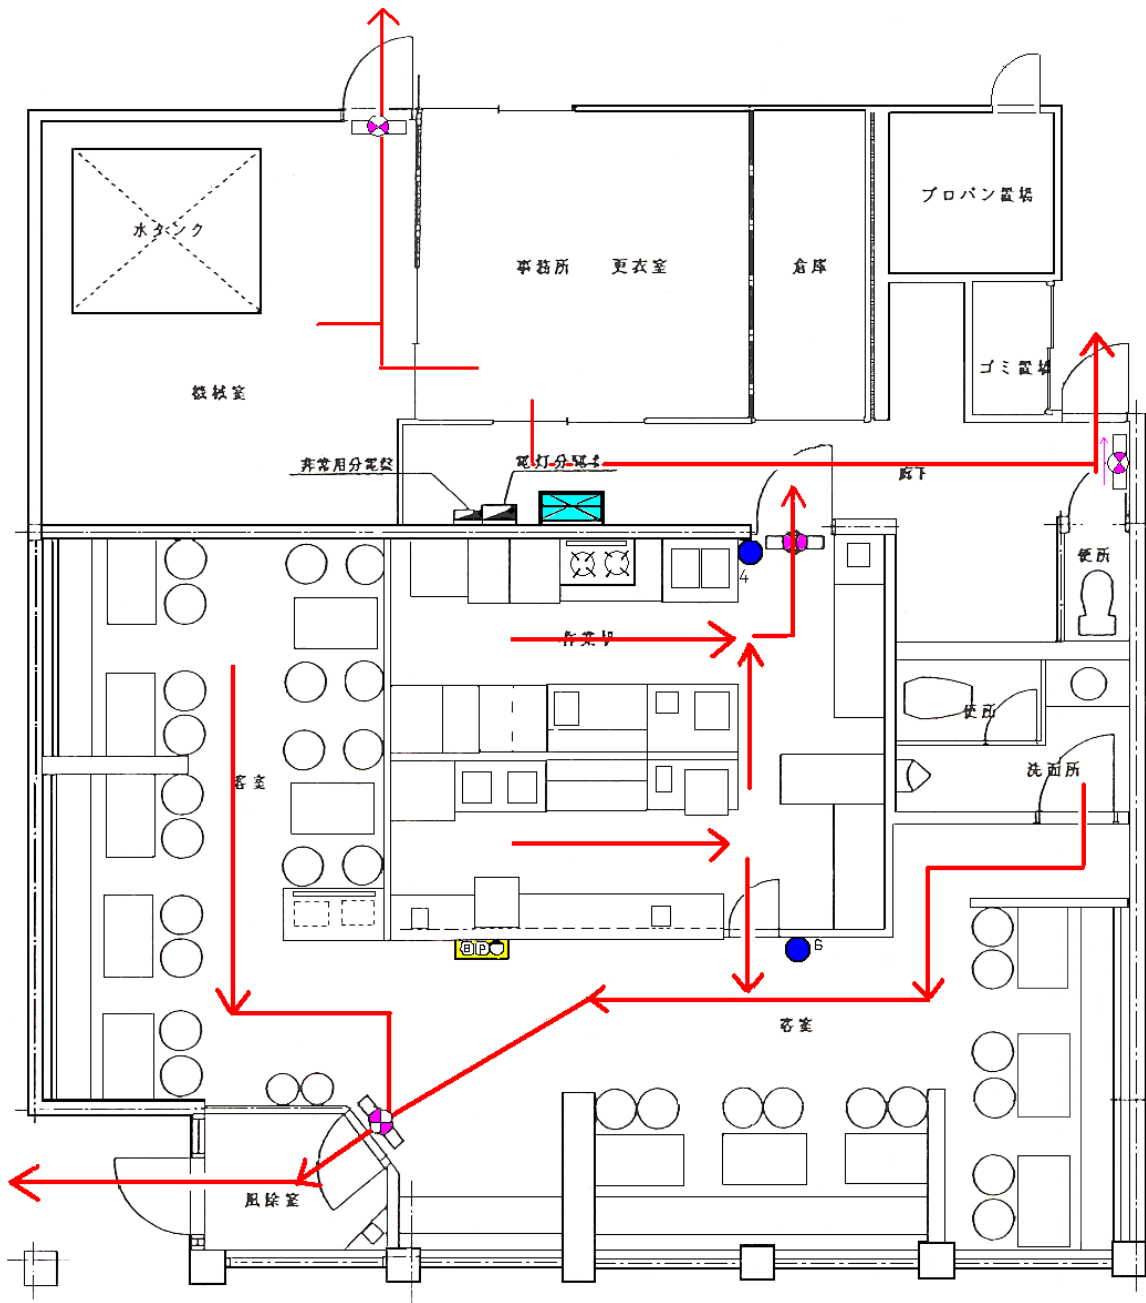 プロパン置場
水タンク
事務所 更衣室
倉庫
ゴミ置場
機械室
非常用分電盤
電灯分電盤
廊下
便所
4
作業場
便所
洗面所
客室
6
B P
客室
風除室